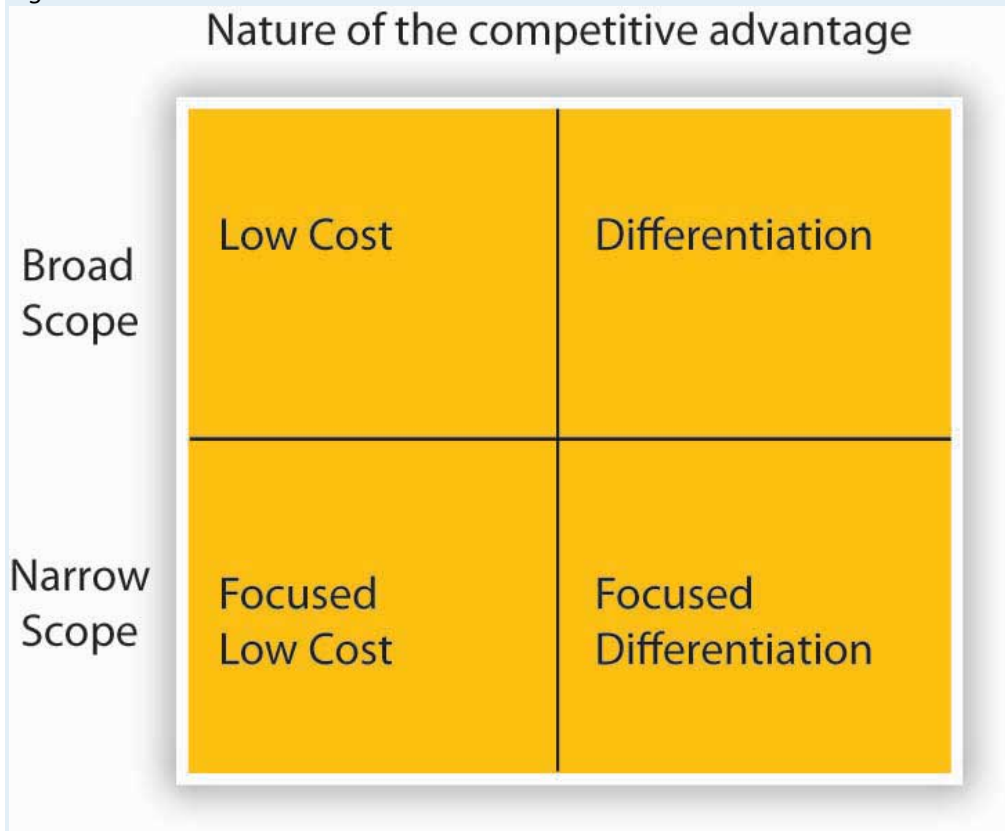 Nature of the competitive advantage
Low Cost
Differentiation
Broad
Scope
Narrow
Scope
Focused
Low Cost
Focused
Differentiation